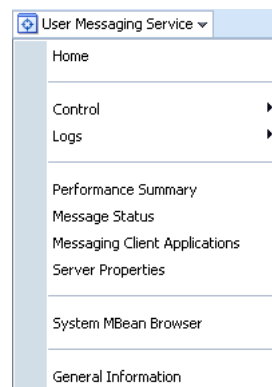 User Messaging Service
Home
Control
Logs
Performance Summary
Message Status
Messaging Client Applications
Server Properties
System MBean Browser
General Information